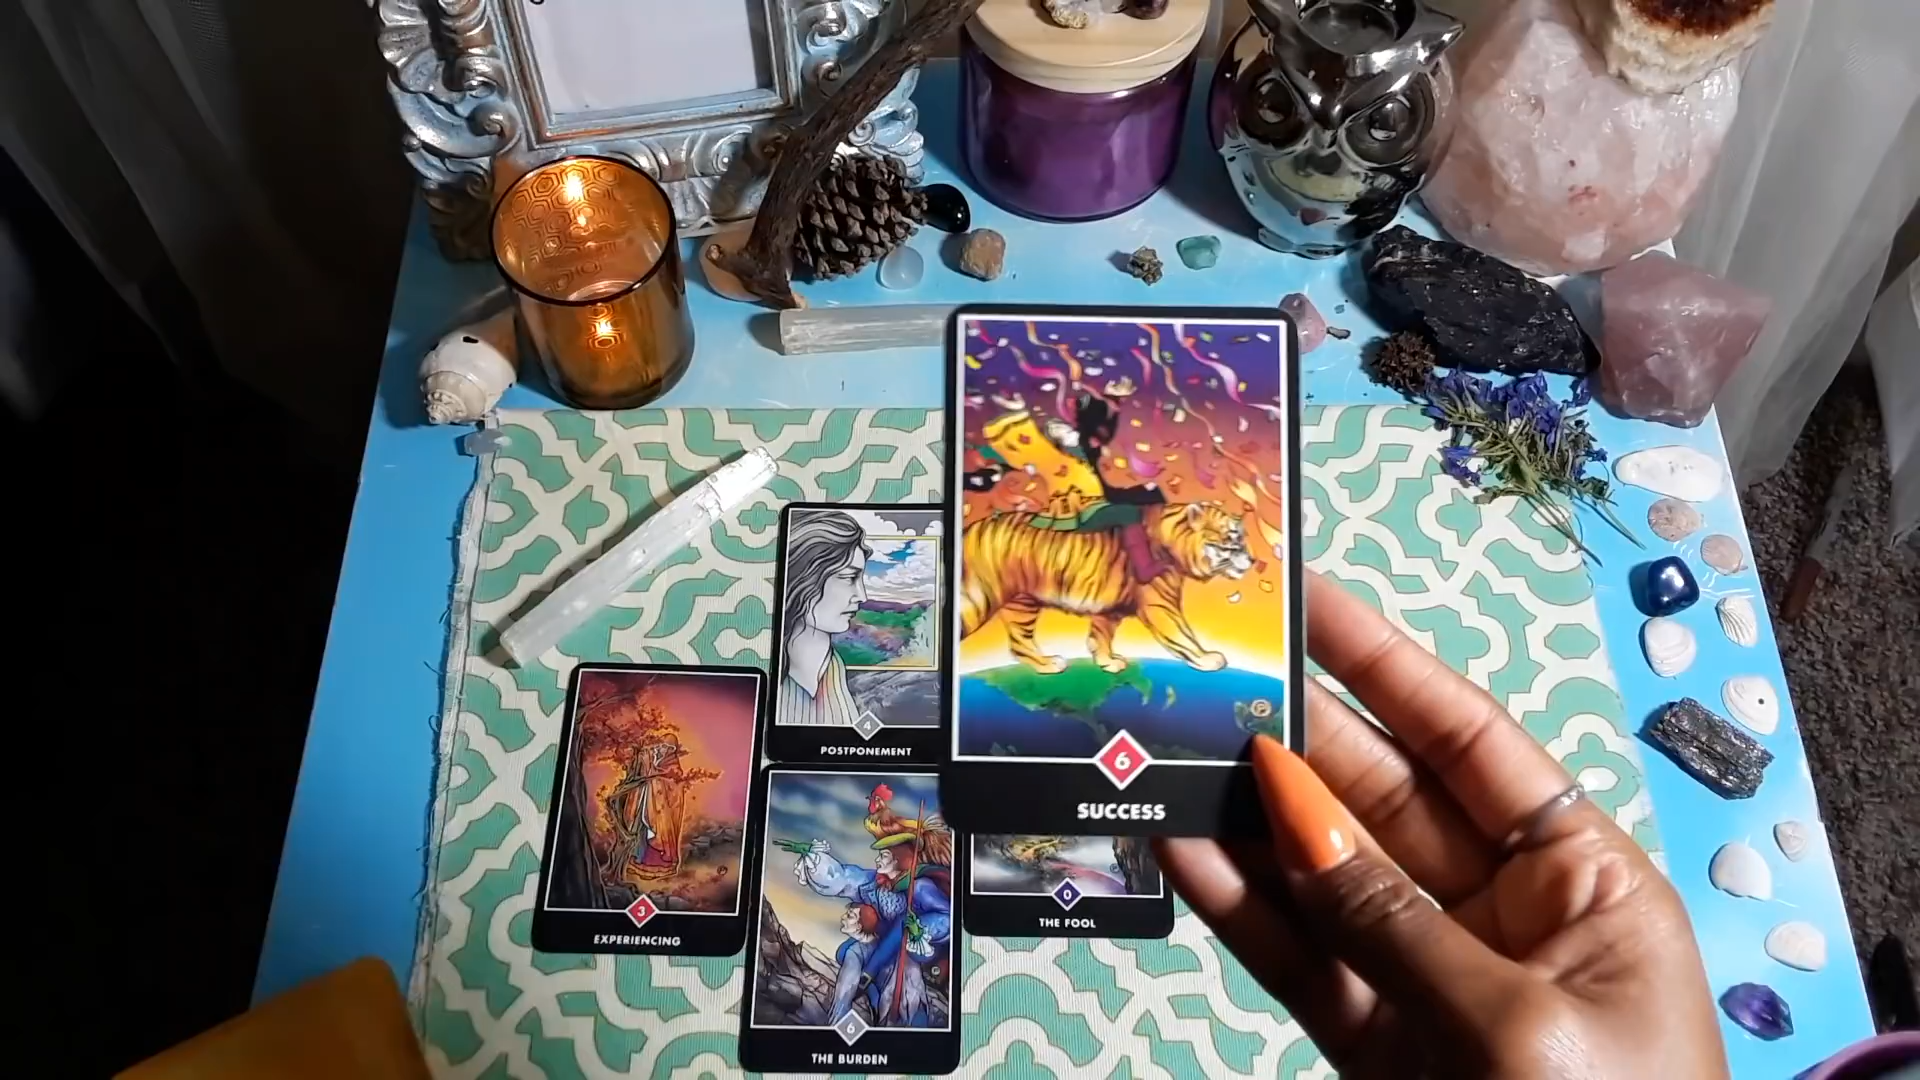 4
POSTPONEMENT
6
SUCCESS
3
EXPERIENCING
0
THE FOOL
6
THE BURDEN